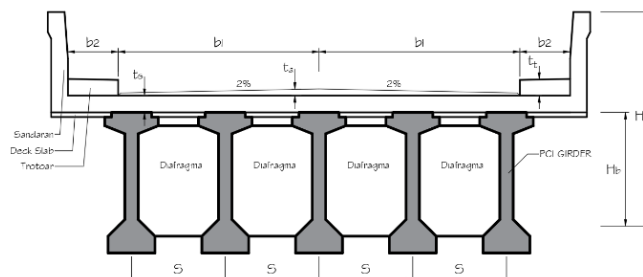 b2 b1 b1 b2
ts ta tt
2% 2%
H
Sandaran
Deck Slab
Trotoar
Diafragma Diafragma Diafragma Diafragma
PCI GIRDER
Hb
S S S S